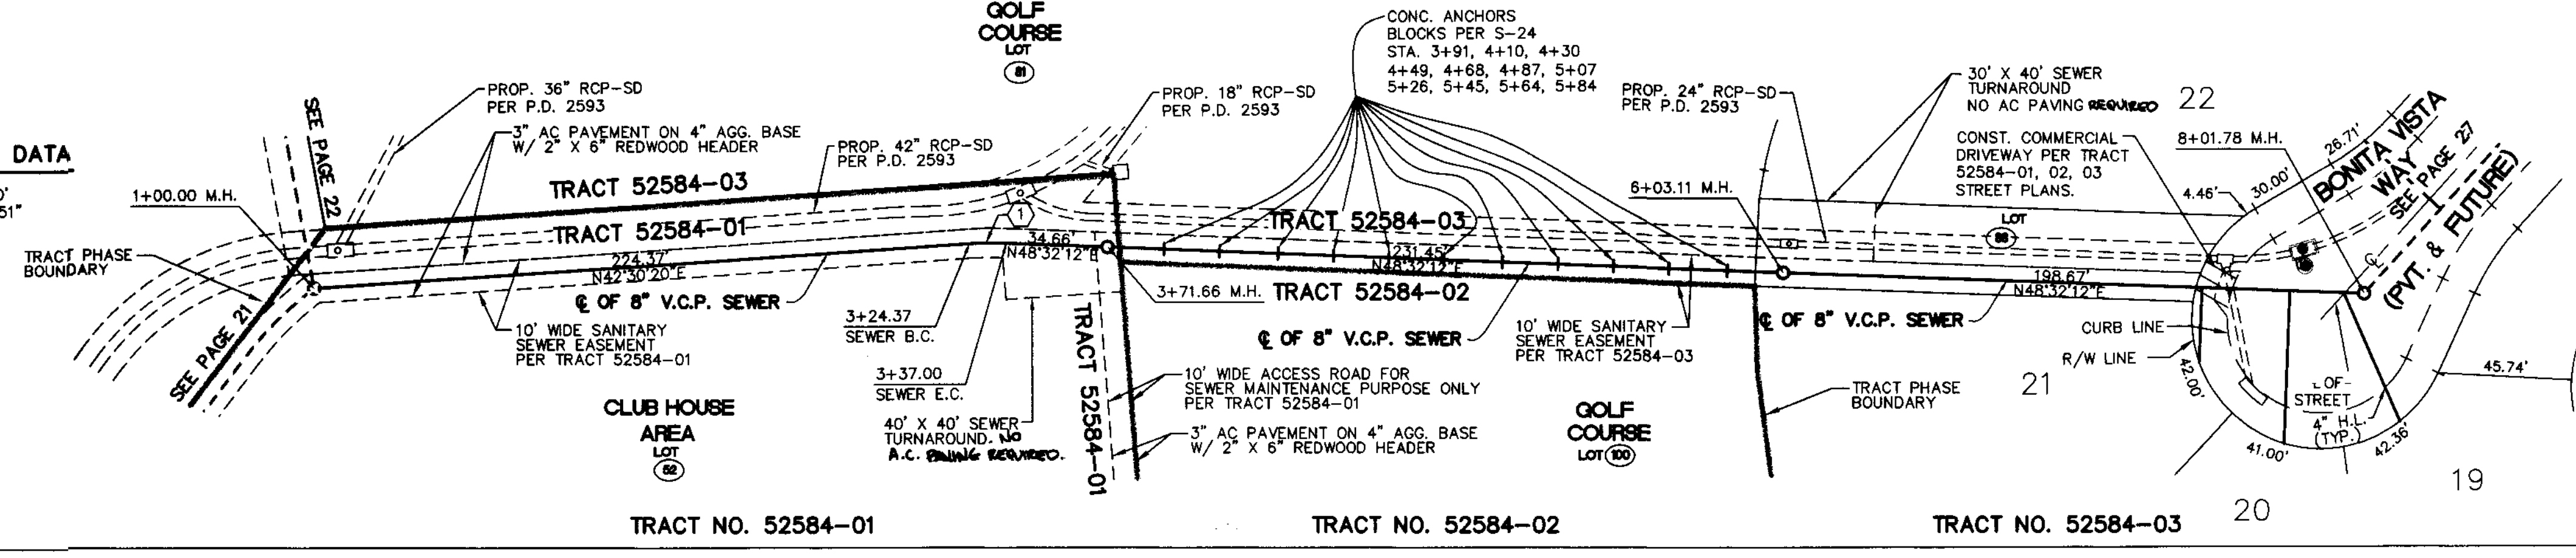 DATA
0'
51"
1+00.00 M.H.
TRACT PHASE
BOUNDARY
SEE PAGE 21
SEE PAGE 22
PROP. 36" RCP-SD
PER P.D. 2593
3" AC PAVEMENT ON 4" AGG. BASE
W/ 2" X 6" REDWOOD HEADER
PROP. 42" RCP-SD
PER P.D. 2593
TRACT 52584-03
TRACT 52584-01
224.37'
N42°30'20"E
℄ OF 8" V.C.P. SEWER
10' WIDE SANITARY
SEWER EASEMENT
PER TRACT 52584-01
GOLF
COURSE
LOT
81
1
34.66'
N48°32'12"E
3+24.37
SEWER B.C.
3+37.00
SEWER E.C.
CLUB HOUSE
AREA
LOT
52
40' X 40' SEWER
TURNAROUND. NO
A.C. PAVING REQUIRED.
TRACT 52584-01
PROP. 18" RCP-SD
PER P.D. 2593
CONC. ANCHORS
BLOCKS PER S-24
STA. 3+91, 4+10, 4+30
4+49, 4+68, 4+87, 5+07
5+26, 5+45, 5+64, 5+84
TRACT 52584-03
231.45'
N48°32'12"E
3+71.66 M.H.
TRACT 52584-02
℄ OF 8" V.C.P. SEWER
10' WIDE ACCESS ROAD FOR
SEWER MAINTENANCE PURPOSE ONLY
PER TRACT 52584-01
3" AC PAVEMENT ON 4" AGG. BASE
W/ 2" X 6" REDWOOD HEADER
10' WIDE SANITARY
SEWER EASEMENT
PER TRACT 52584-03
GOLF
COURSE
LOT 100
PROP. 24" RCP-SD
PER P.D. 2593
6+03.11 M.H.
30' X 40' SEWER
TURNAROUND
NO AC PAVING REQUIRED
22
CONST. COMMERCIAL
DRIVEWAY PER TRACT
52584-01, 02, 03
STREET PLANS.
8+01.78 M.H.
LOT
198.67'
N48°32'12"E
℄ OF 8" V.C.P. SEWER
TRACT PHASE
BOUNDARY
4.46'
30.00'
26.71'
BONITA VISTA
WAY
SEE PAGE 27
(PVT. & FUTURE)
℄
CURB LINE
R/W LINE
21
42.00'
41.00'
42.36'
45.74'
L OF
STREET
4" H.L.
(TYP.)
20
19
TRACT NO. 52584-01
TRACT NO. 52584-02
TRACT NO. 52584-03